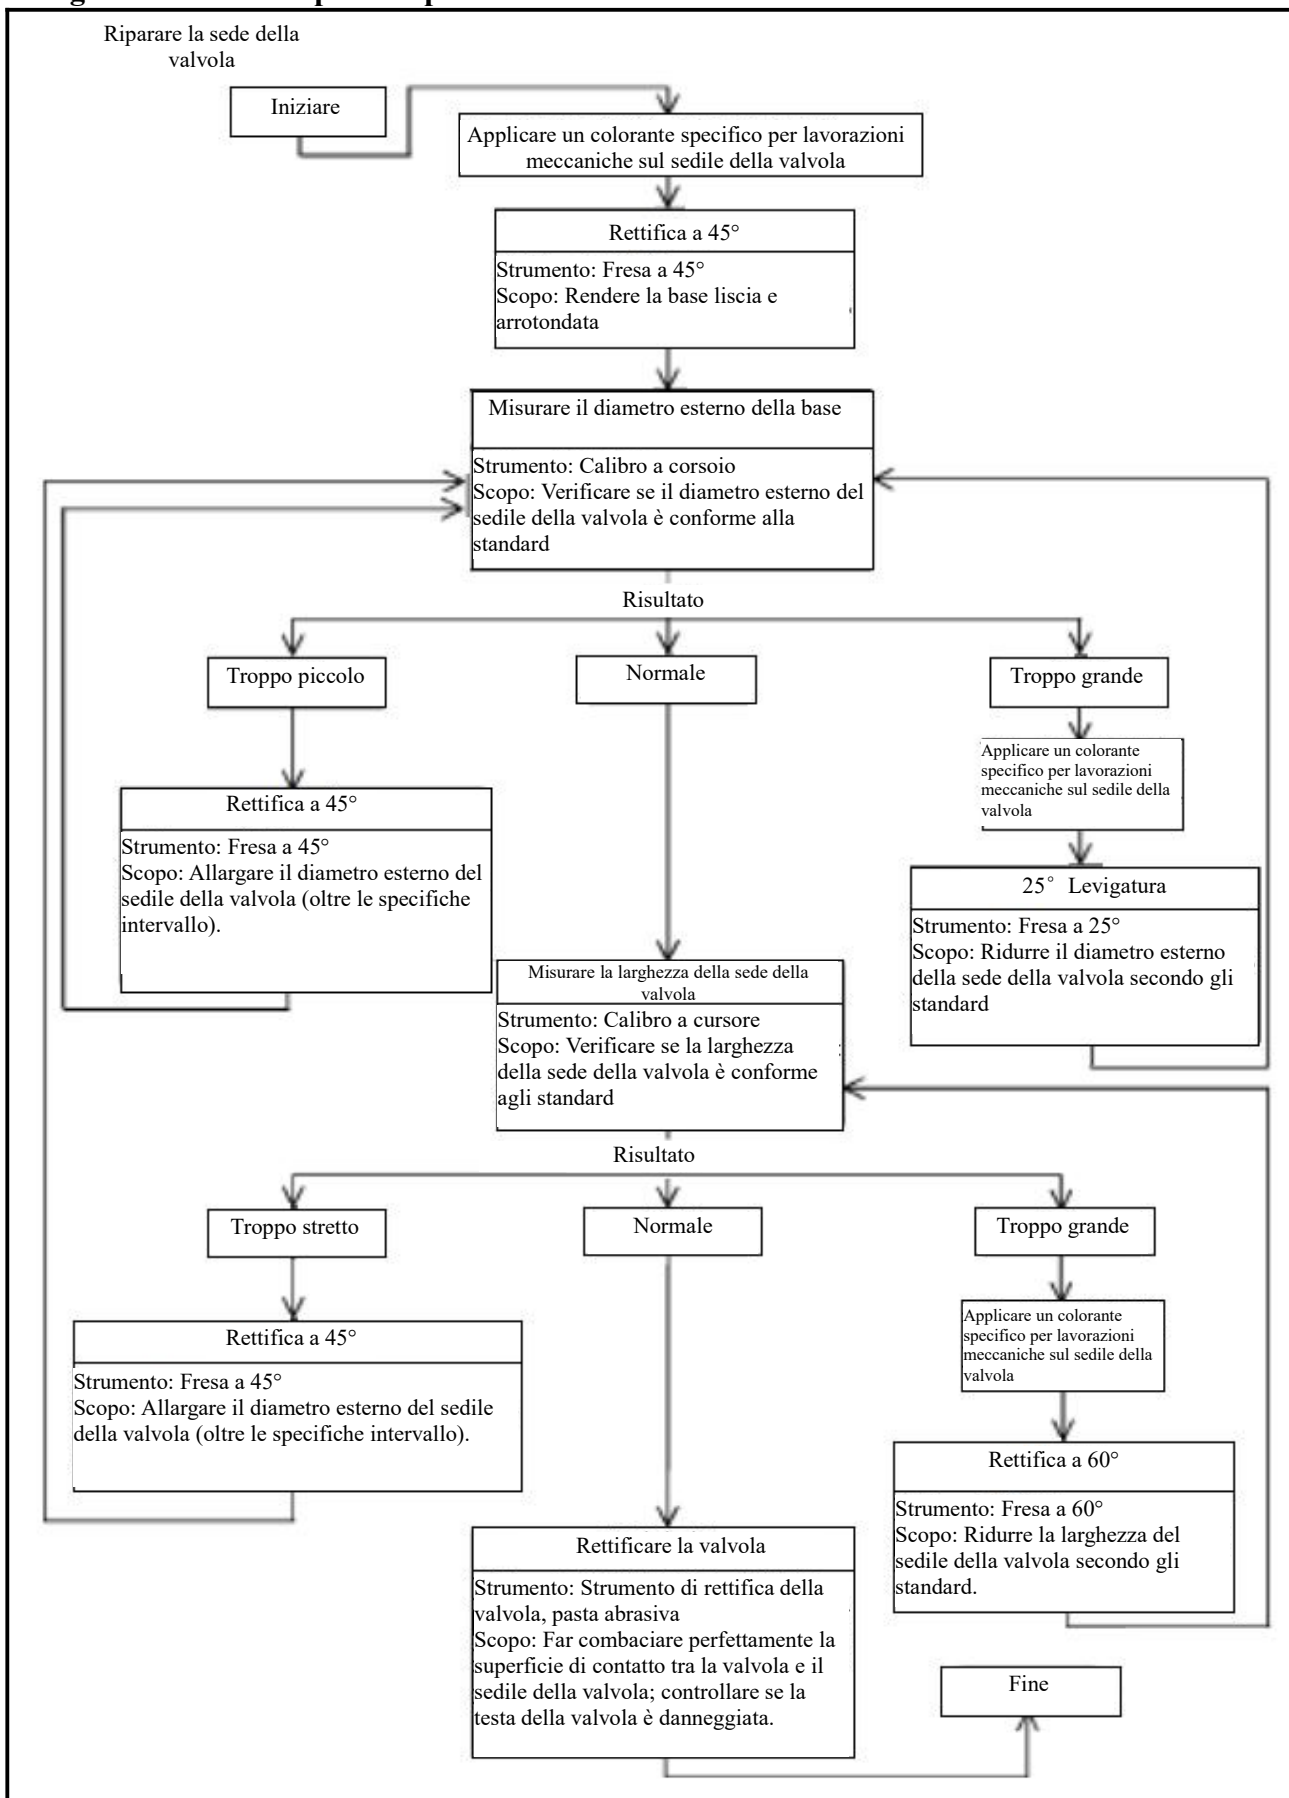 Riparare la sede della
valvola
Iniziare
Applicare un colorante specifico per lavorazioni
meccaniche sul sedile della valvola
Rettifica a 45°
Strumento: Fresa a 45°
Scopo: Rendere la base liscia e
arrotondata
Misurare il diametro esterno della base
Strumento: Calibro a corsoio
Scopo: Verificare se il diametro esterno del
sedile della valvola è conforme alla
standard
Risultato
Troppo piccolo
Normale
Troppo grande
Applicare un colorante
specifico per lavorazioni
meccaniche sul sedile della
valvola
Rettifica a 45°
Strumento: Fresa a 45°
Scopo: Allargare il diametro esterno del
sedile della valvola (oltre le specifiche
intervallo).
25° Levigatura
Strumento: Fresa a 25°
Scopo: Ridurre il diametro esterno
della sede della valvola secondo gli
standard
Misurare la larghezza della sede della
valvola
Strumento: Calibro a cursore
Scopo: Verificare se la larghezza
della sede della valvola è conforme
agli standard
Risultato
Troppo stretto
Normale
Troppo grande
Applicare un colorante
specifico per lavorazioni
meccaniche sul sedile della
valvola
Rettifica a 45°
Strumento: Fresa a 45°
Scopo: Allargare il diametro esterno del sedile
della valvola (oltre le specifiche intervallo).
Rettifica a 60°
Strumento: Fresa a 60°
Scopo: Ridurre la larghezza del
sedile della valvola secondo gli
standard.
Rettificare la valvola
Strumento: Strumento di rettifica della
valvola, pasta abrasiva
Scopo: Far combaciare perfettamente la
superficie di contatto tra la valvola e il
sedile della valvola; controllare se la
testa della valvola è danneggiata.
Fine